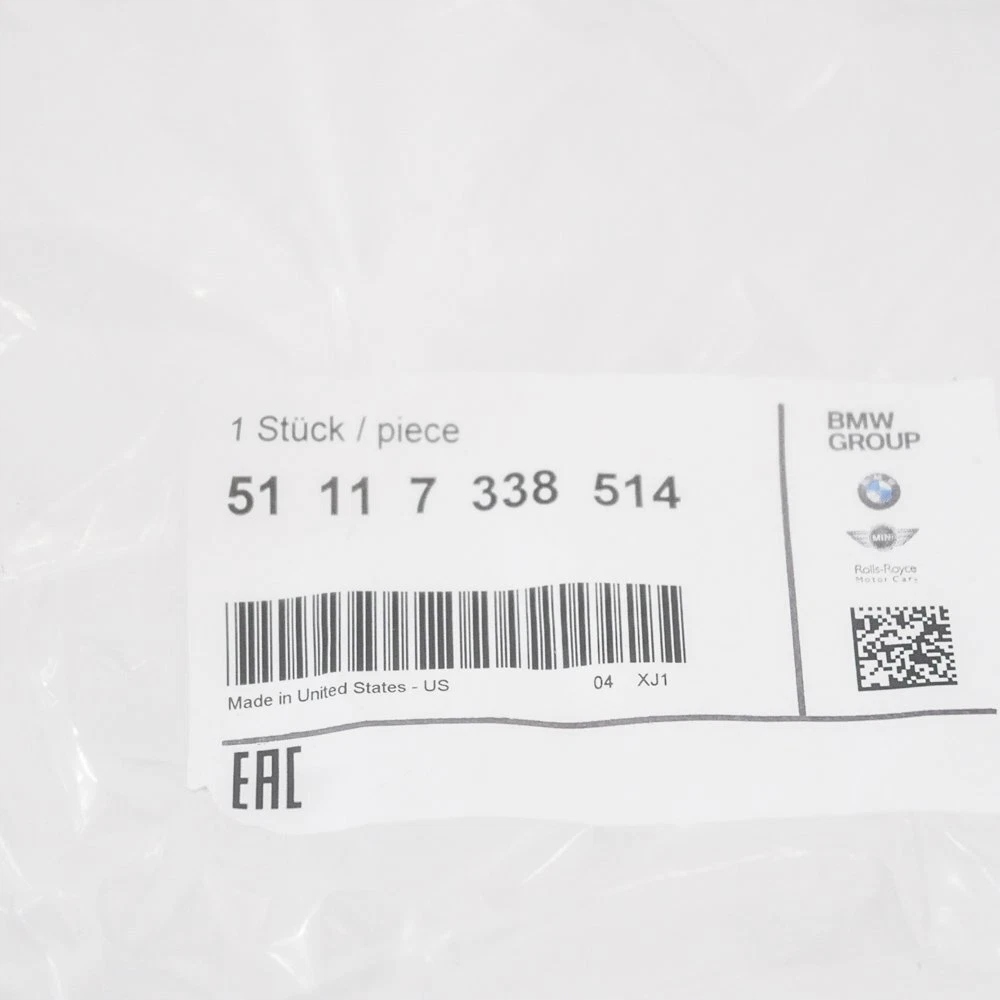 1 Stück / piece
51 11 7 338 514
Made in United States - US
04 XJ1
BMW
GROUP
BMW
MINI
Rolls-Royce
Motor Cars
EAC